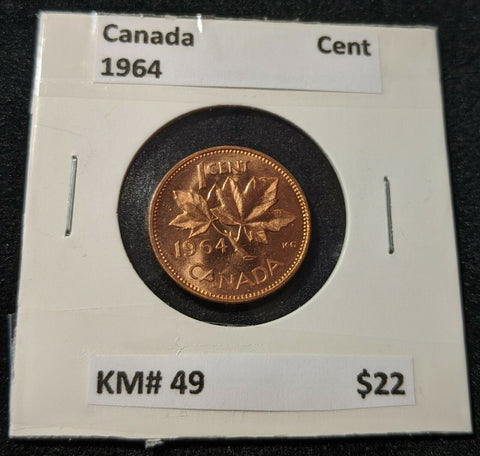 Canada Cent
1964
1 CENT
1964 KG
CANADA
KM# 49 $22